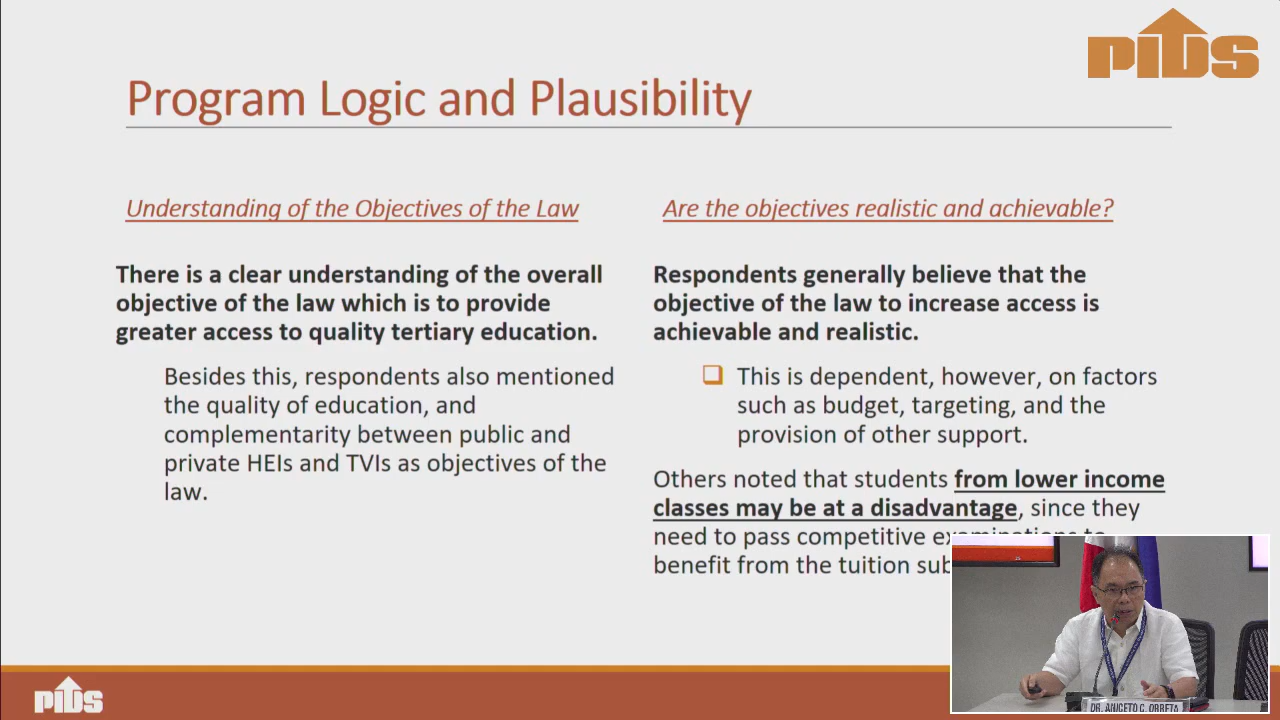 PIDS
Program Logic and Plausibility
Understanding of the Objectives of the Law
There is a clear understanding of the overall
objective of the law which is to provide
greater access to quality tertiary education.
Besides this, respondents also mentioned
the quality of education, and
complementarity between public and
private HEIs and TVIs as objectives of the
law.
Are the objectives realistic and achievable?
Respondents generally believe that the
objective of the law to increase access is
achievable and realistic.
This is dependent, however, on factors
such as budget, targeting, and the
provision of other support.
Others noted that students from lower income
classes may be at a disadvantage, since they
need to pass competitive examinations to
benefit from the tuition
PIDS
DR. ANICETO C. ORBETA